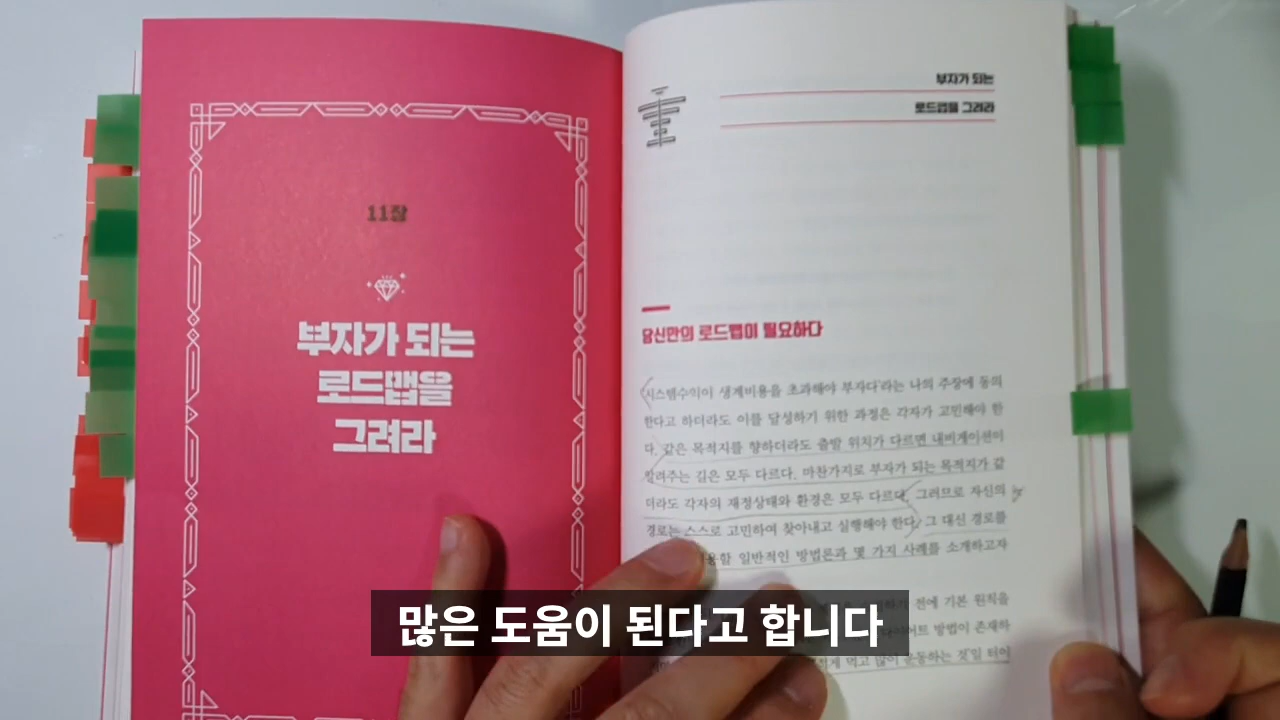 11장
부자가 되는
로드맵을
그려라
부자가 되는
로드맵을 그려라
당신만의 로드맵이 필요하다
시스템수익이 생계비용을 초과해야 부자다'라는 나의 주장에 동의
한다고 하더라도 이를 달성하기 위한 과정은 각자가 고민해야 한
다. 같은 목적지를 향하더라도 출발 위치가 다르면 내비게이션이
알려주는 길은 모두 다르다. 마찬가지로 부자가 되는 목적지가 같
더라도 각자의 재정상태와 환경은 모두 다르다. 그러므로 자신의
경로는 스스로 고민하여 찾아내고 실행해야 한다. 그 대신 경로를
일반적인 방법론과 몇 가지 사례를 소개하고자
전에 기본 원칙을
방법이 존재하
먹고 많이 운동하는 것'일 터이
많은 도움이 된다고 합니다